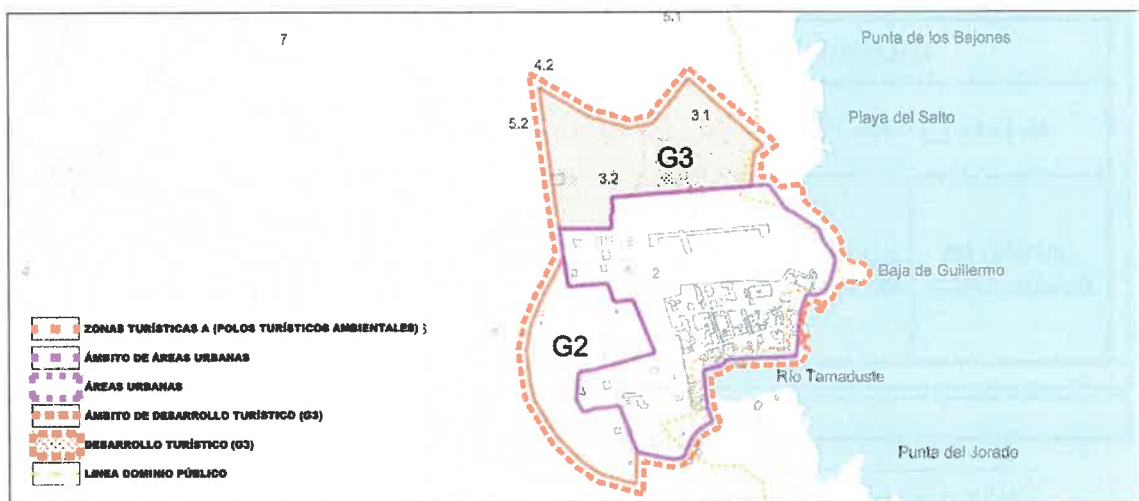 5.1
7
Punta de los Bajones
4.2
5.2
3.1
Playa del Salto
G3
3.2
2
Baja de Guillermo
G2
Río Tamaduste
Punta del Jorado
ZONAS TURÍSTICAS A (POLOS TURÍSTICOS AMBIENTALES)
ÁMBITO DE ÁREAS URBANAS
ÁREAS URBANAS
ÁMBITO DE DESARROLLO TURÍSTICO (G3)
DESARROLLO TURÍSTICO (G3)
LINEA DOMINIO PÚBLICO